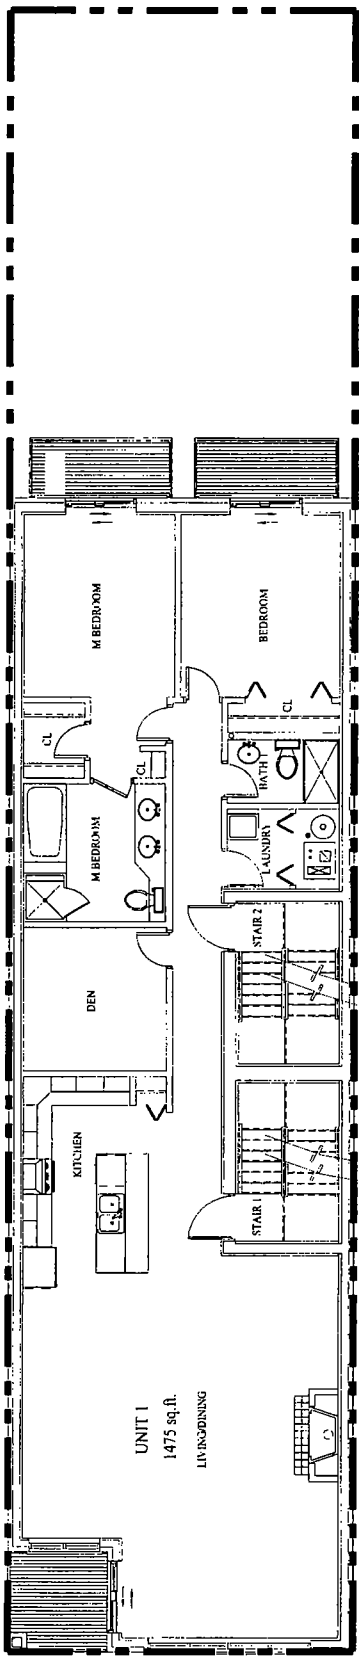 M BEDROOM
BEDROOM
CL
CL
CL
M BEDROOM
BATH 1
LAUNDRY
DEN
STAIR 2
KITCHEN
STAIR 1
UNIT 1
1475 sq.ft.
LIVING/DINING